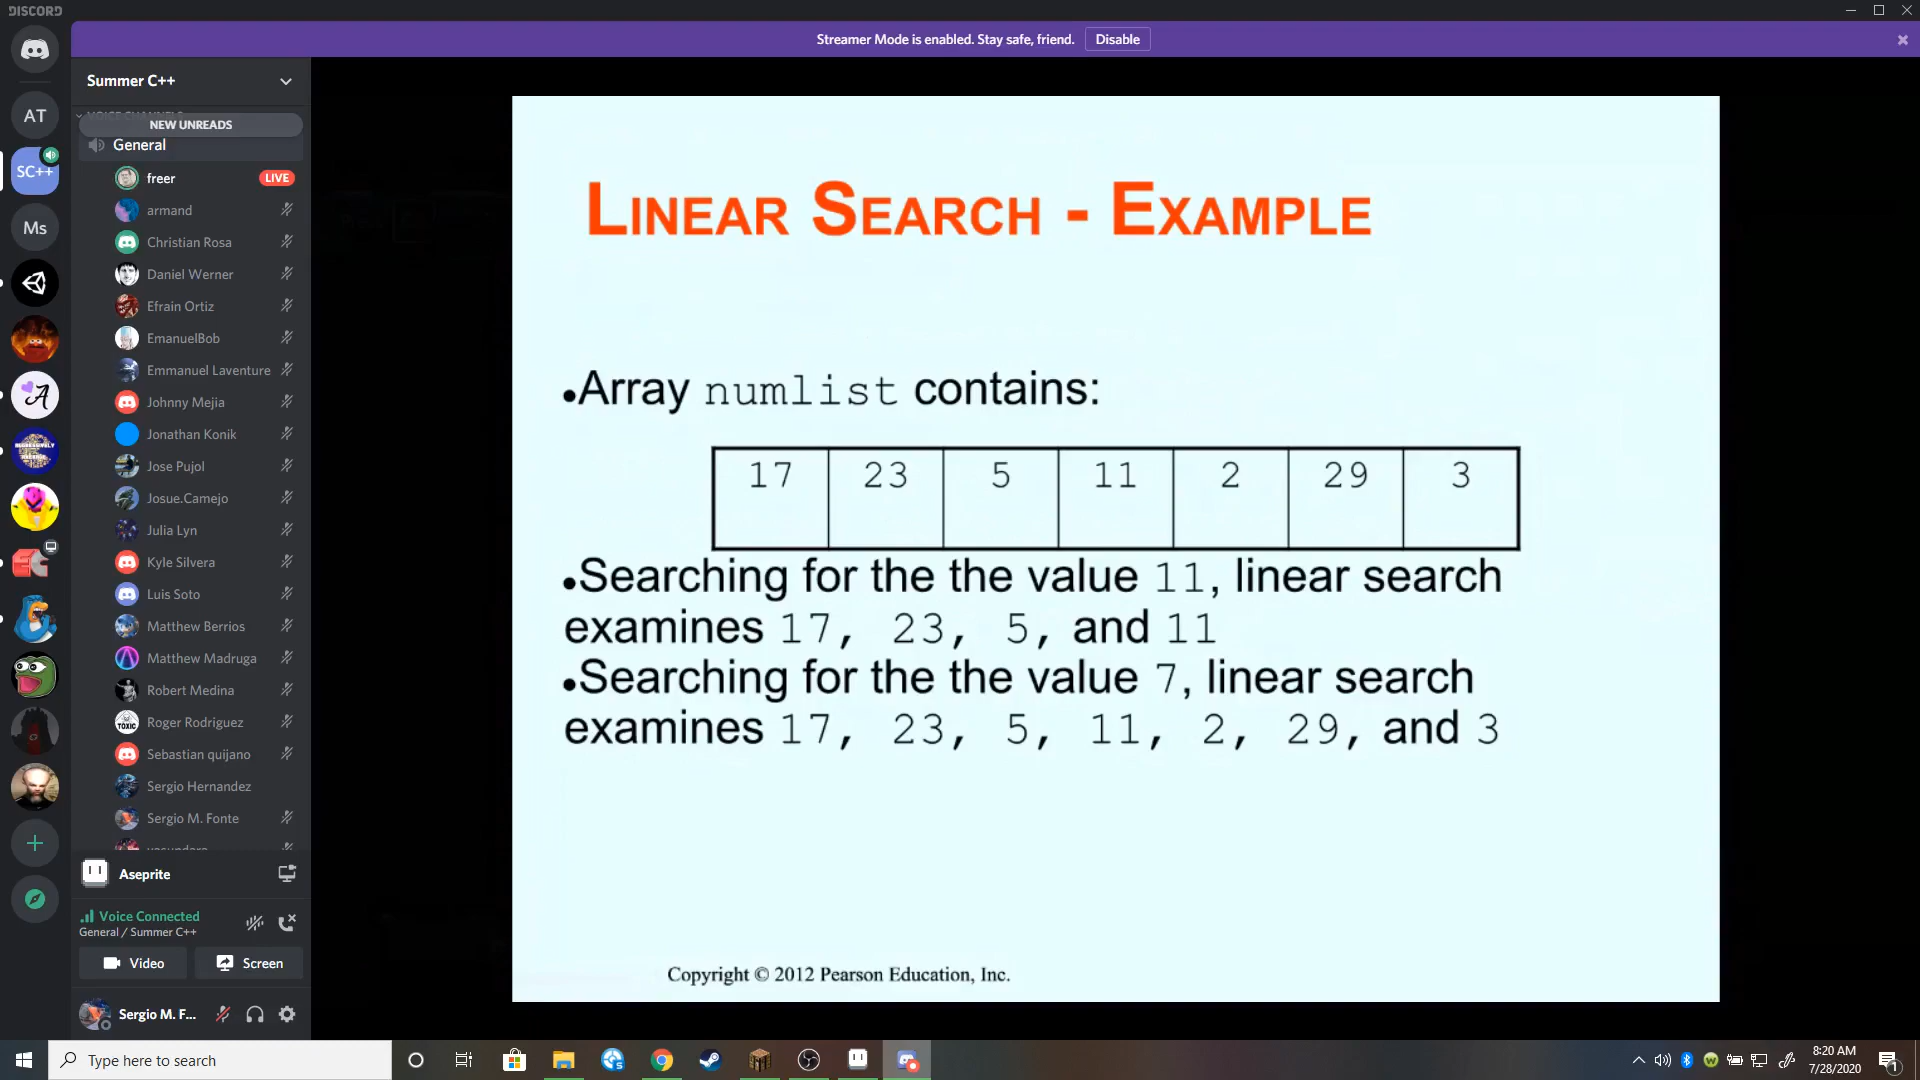 DISCORD
Streamer Mode is enabled. Stay safe, friend.
Disable
Summer C++
NEW UNREADS
General
AT
SC++
Ms
freer
LIVE
armand
Christian Rosa
Daniel Werner
Efrain Ortiz
EmanuelBob
Emmanuel Laventure
Johnny Mejia
Jonathan Konik
Jose Pujol
Josue.Camejo
Julia Lyn
Kyle Silvera
Luis Soto
Matthew Berrios
Matthew Madruga
Robert Medina
Roger Rodriguez
TOXIC
Sebastian quijano
Sergio Hernandez
Sergio M. Fonte
Aseprite
Voice Connected
General / Summer C++
Video
Screen
Sergio M. F...
LINEAR SEARCH - EXAMPLE
•Array numlist contains:
17 23 5 11 2 29 3
•Searching for the the value 11, linear search
examines 17, 23, 5, and 11
•Searching for the the value 7, linear search
examines 17, 23, 5, 11, 2, 29, and 3
Copyright © 2012 Pearson Education, Inc.
Type here to search
8:20 AM
7/28/2020
1